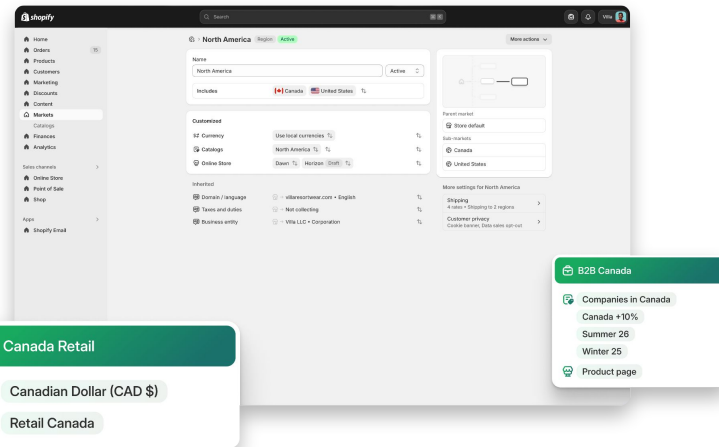 shopify
Search
Villa
Home
Orders 15
Products
Customers
Marketing
Discounts
Content
Markets
Catalogs
Finances
Analytics
Sales channels
Online Store
Point of Sale
Shop
Apps
Shopify Email
North America Region Active
More actions
Name
North America Active
Includes Canada United States
Customized
Currency Use local currencies
Catalogs North America
Online Store Dawn Horizon Draft
Inherited
Domain / language villaresortwear.com • English
Taxes and duties Not collecting
Business entity Villa LLC • Corporation
Parent market
Store default
Sub-markets
Canada
United States
More settings for North America
Shipping
4 rates • Shipping to 2 regions
Customer privacy
Cookie banner, Data sales opt-out
B2B Canada
Companies in Canada
Canada +10%
Summer 26
Winter 25
Product page
Canada Retail
Canadian Dollar (CAD $)
Retail Canada